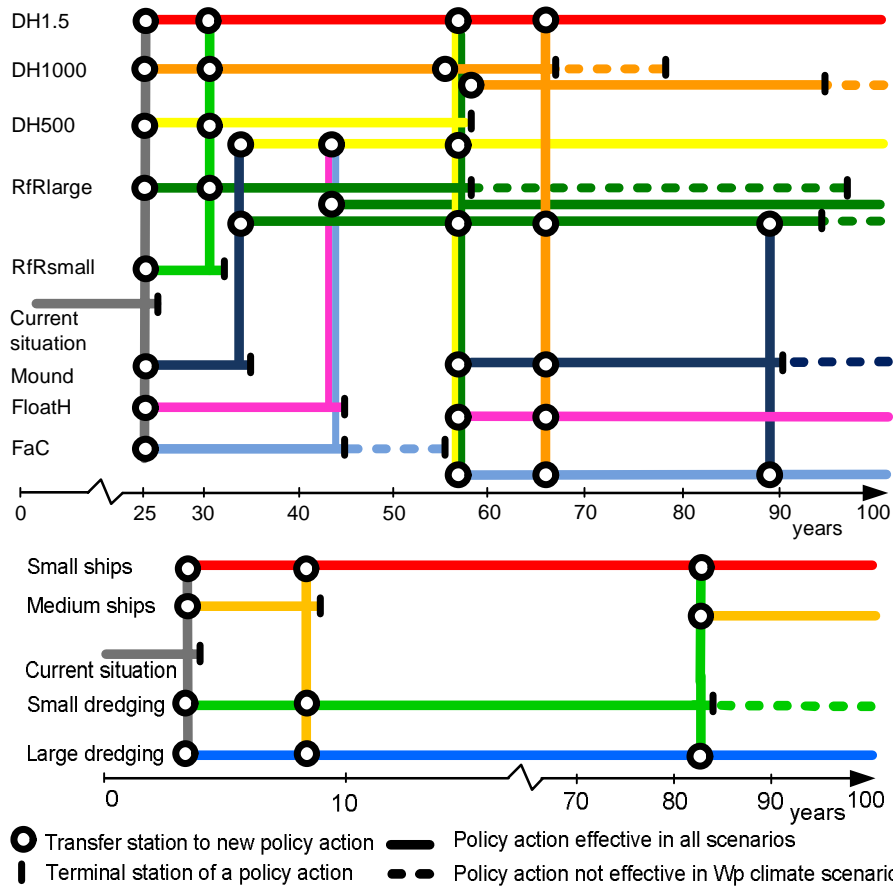 DH1.5
DH1000
DH500
RfRlarge
RfRsmall
Current
situation
Mound
FloatH
FaC
0 25 30 40 50 60 70 80 90 100
years
Small ships
Medium ships
Current situation
Small dredging
Large dredging
0 10 70 80 90 100
years
Transfer station to new policy action
Policy action effective in all scenarios
Terminal station of a policy action
Policy action not effective in Wp climate scenaric